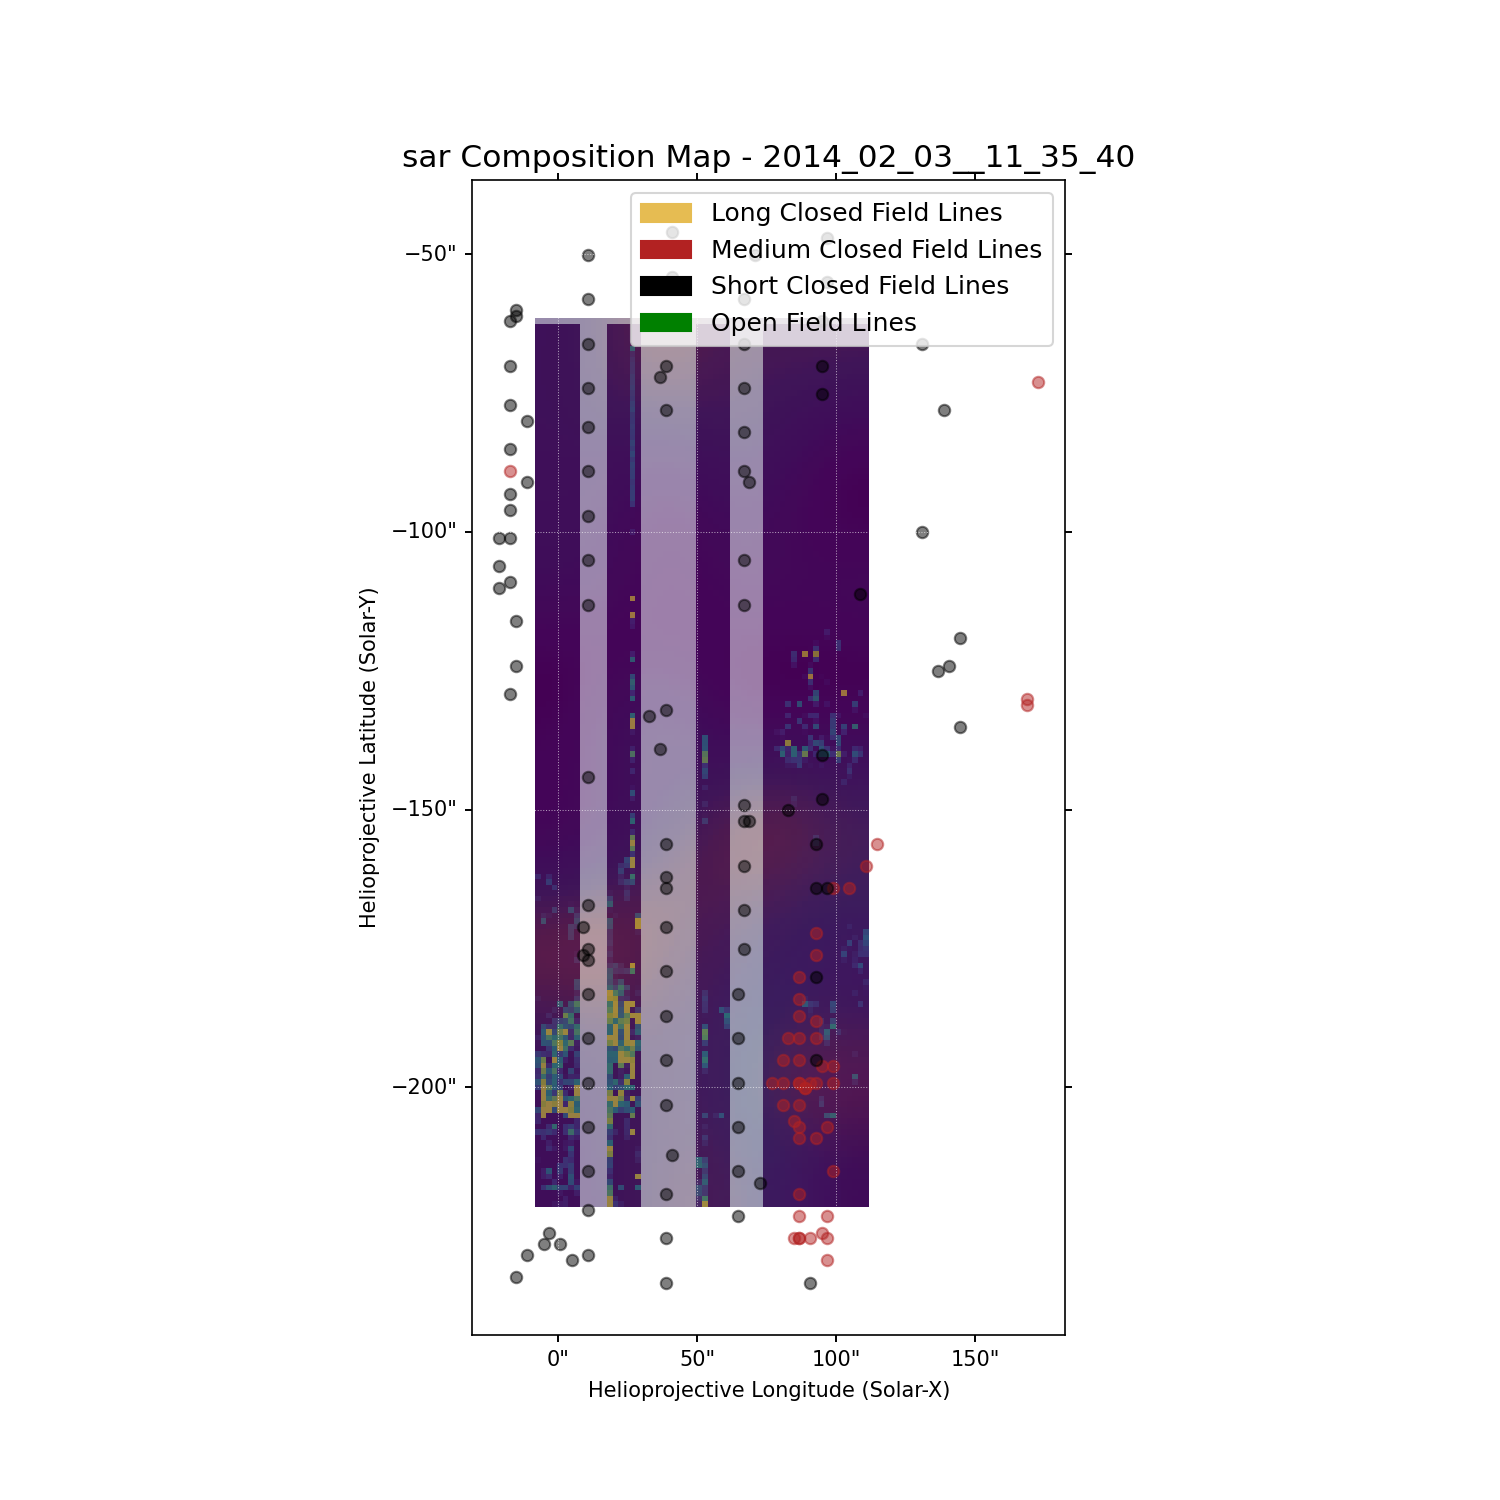 sar Composition Map - 2014_02_03__11_35_40
Long Closed Field Lines
Medium Closed Field Lines
Short Closed Field Lines
Open Field Lines
−50"
−100"
−150"
−200"
Helioprojective Latitude (Solar-Y)
0" 50" 100" 150"
Helioprojective Longitude (Solar-X)